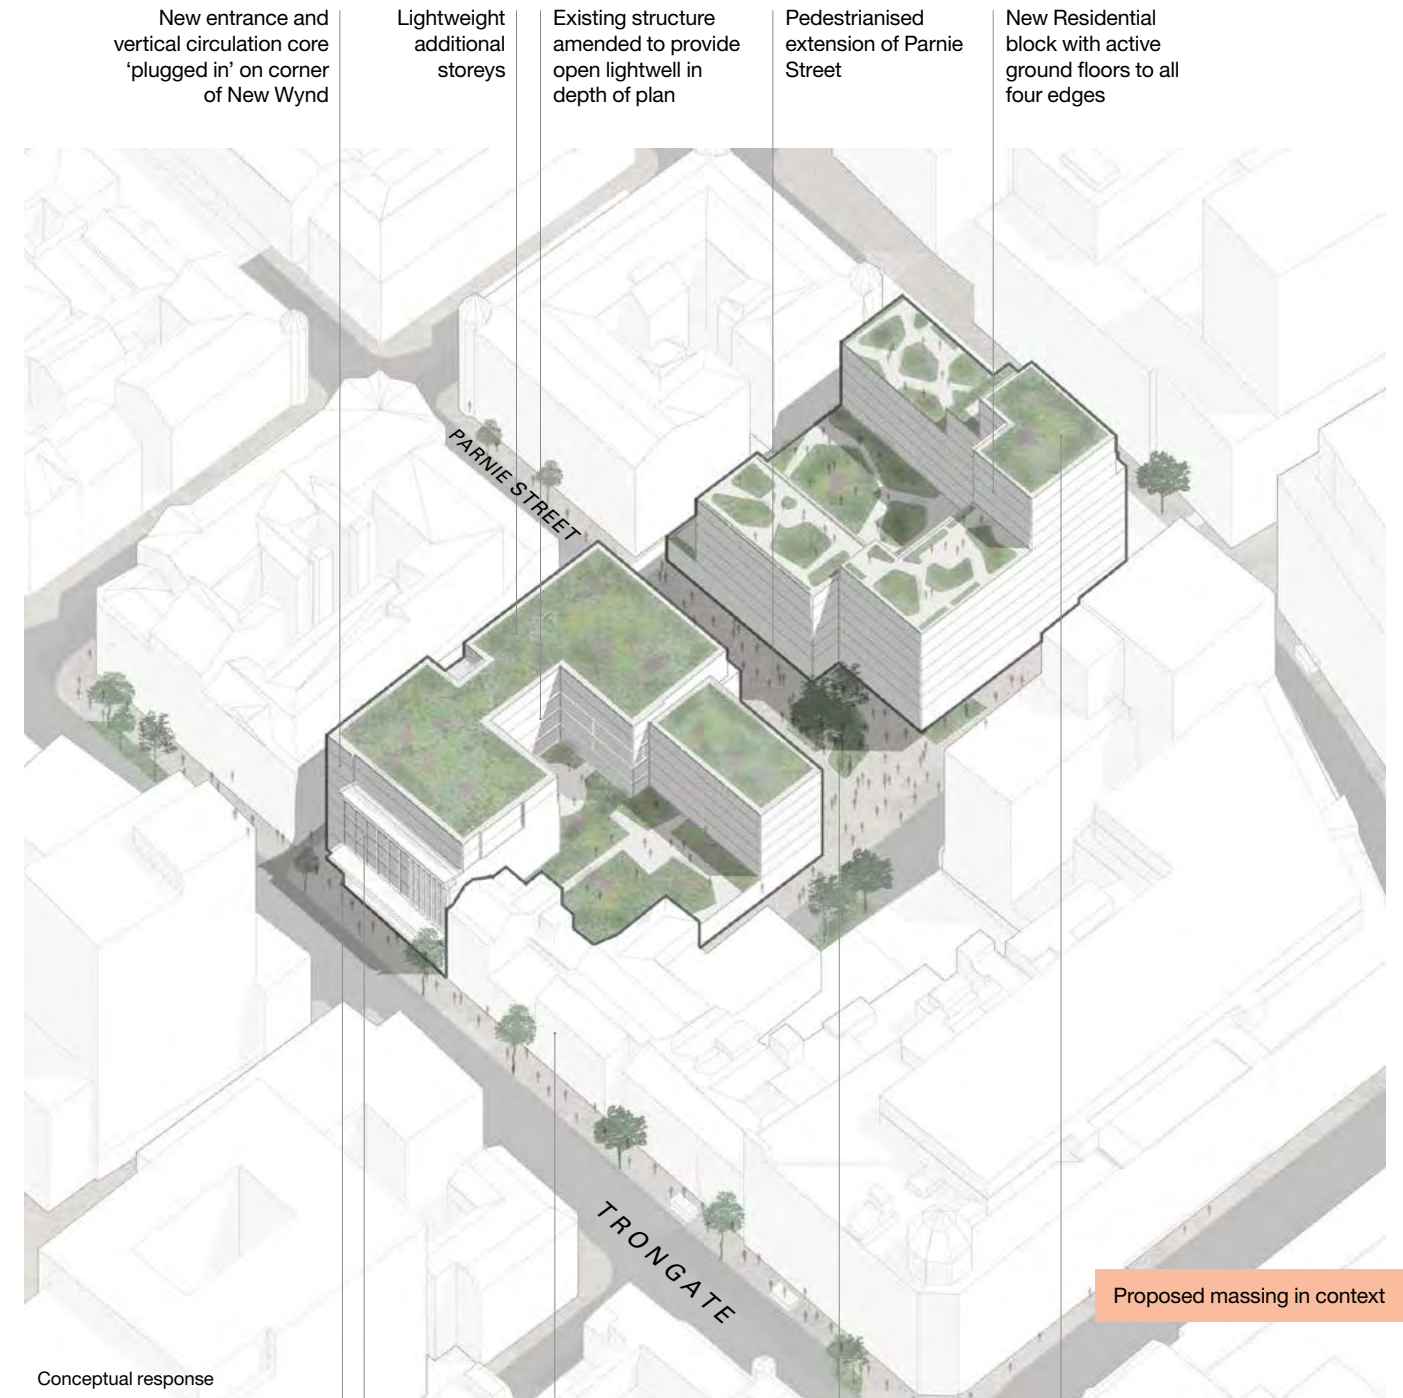 New entrance and
vertical circulation core
‘plugged in’ on corner
of New Wynd
Lightweight
additional
storeys
Existing structure
amended to provide
open lightwell in
depth of plan
Pedestrianised
extension of Parnie
Street
New Residential
block with active
ground floors to all
four edges
PARNIE STREET
TRONGATE
Proposed massing in context
Conceptual response